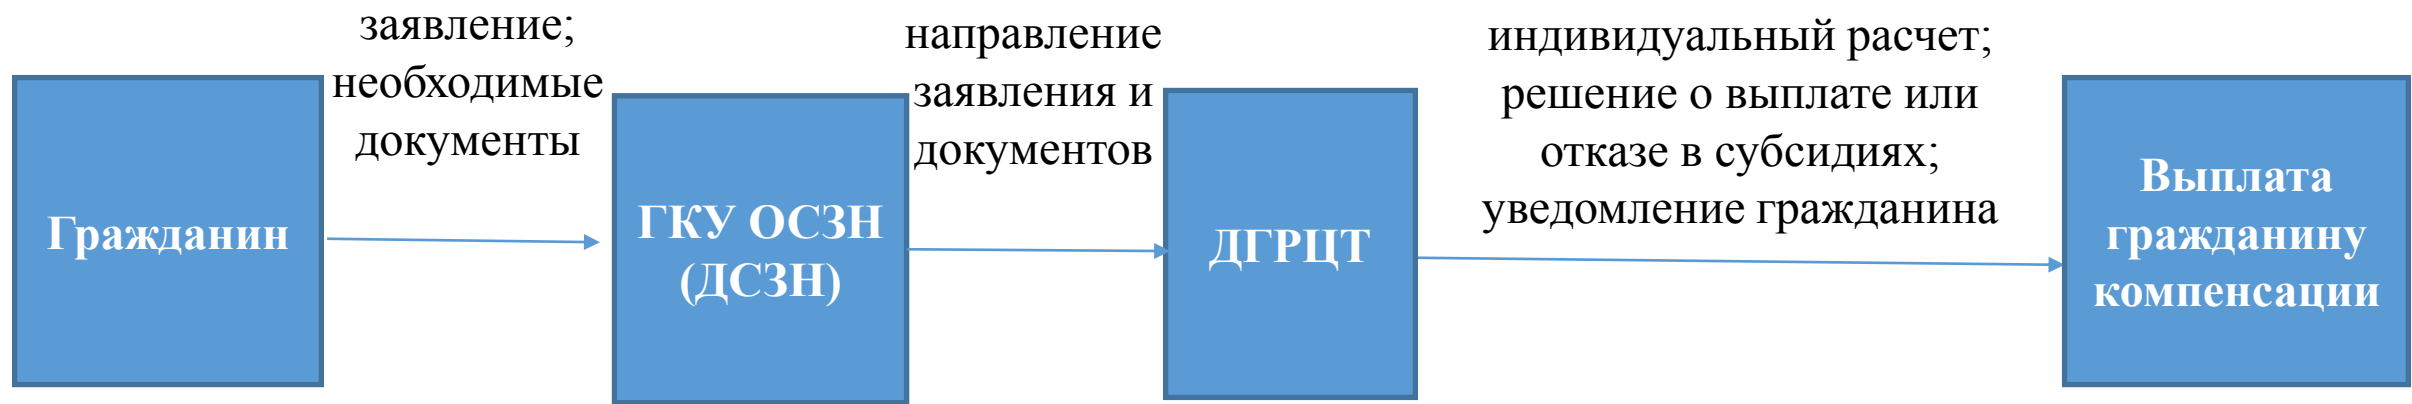 заявление;
необходимые
документы
направление
заявления и
документов
индивидуальный расчет;
решение о выплате или
отказе в субсидиях;
уведомление гражданина
Гражданин
ГКУ ОСЗН
(ДСЗН)
ДГРЦТ
Выплата
гражданину
компенсации